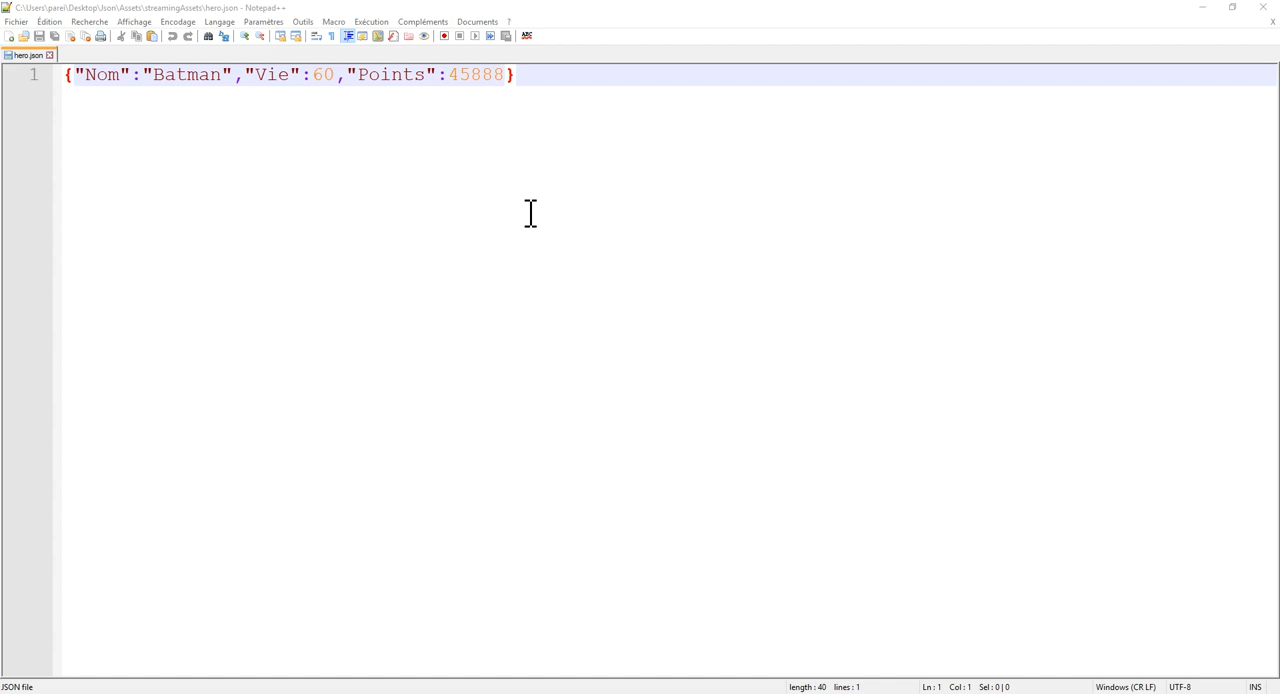 C:\Users\parei\Desktop\Json\Assets\streamingAssets\hero.json - Notepad++
Fichier Édition Recherche Affichage Encodage Langage Paramètres Outils Macro Exécution Compléments Documents ? X
ABC
hero.json
1 {"Nom":"Batman","Vie":60,"Points":45888}
JSON file length : 40 lines : 1 Ln : 1 Col : 1 Sel : 0 | 0 Windows (CR LF) UTF-8 INS